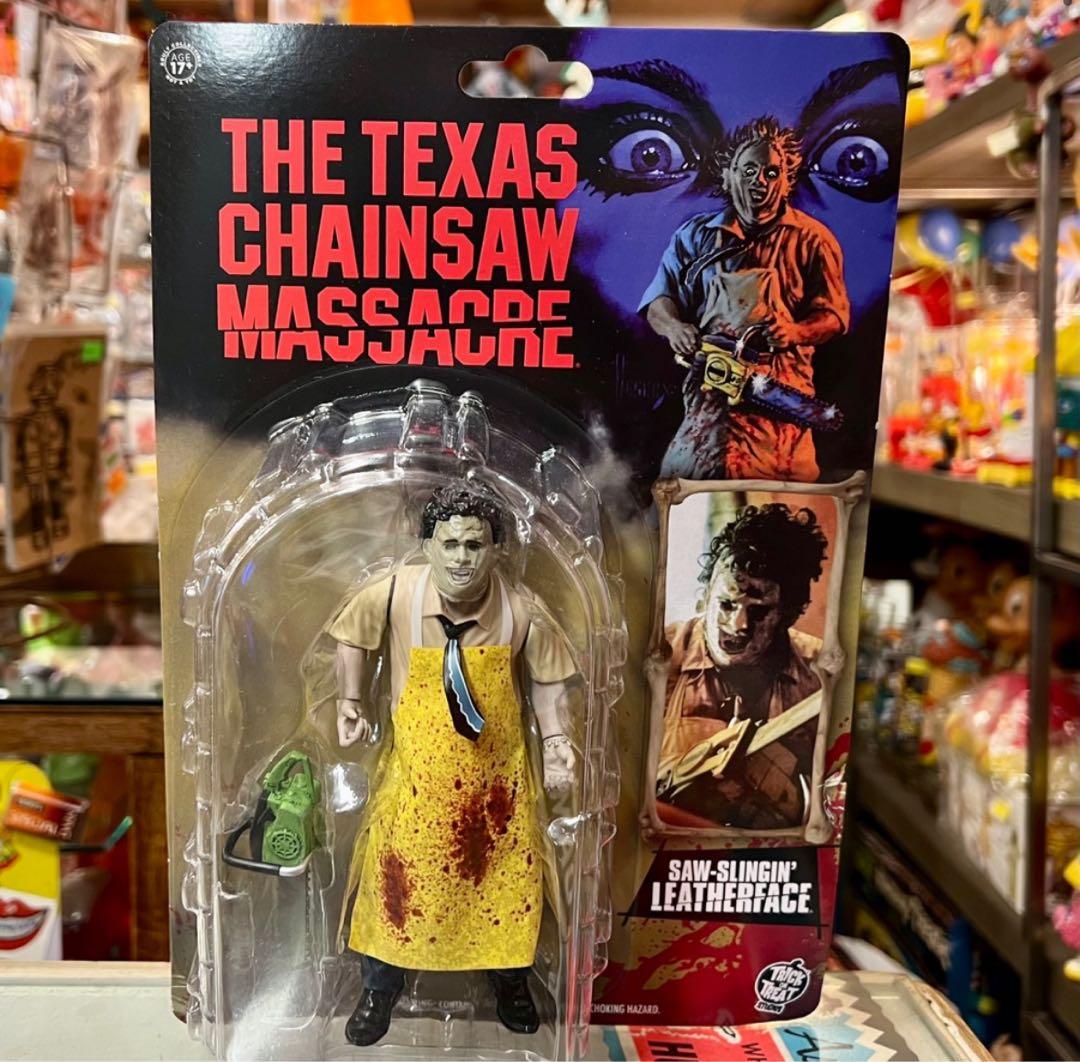 AGE
17+
THE TEXAS
CHAINSAW
MASSACRE
SAW-SLINGIN'
LEATHERFACE
TRICK
OR
TREAT
STUDIOS
CHOKING HAZARD.